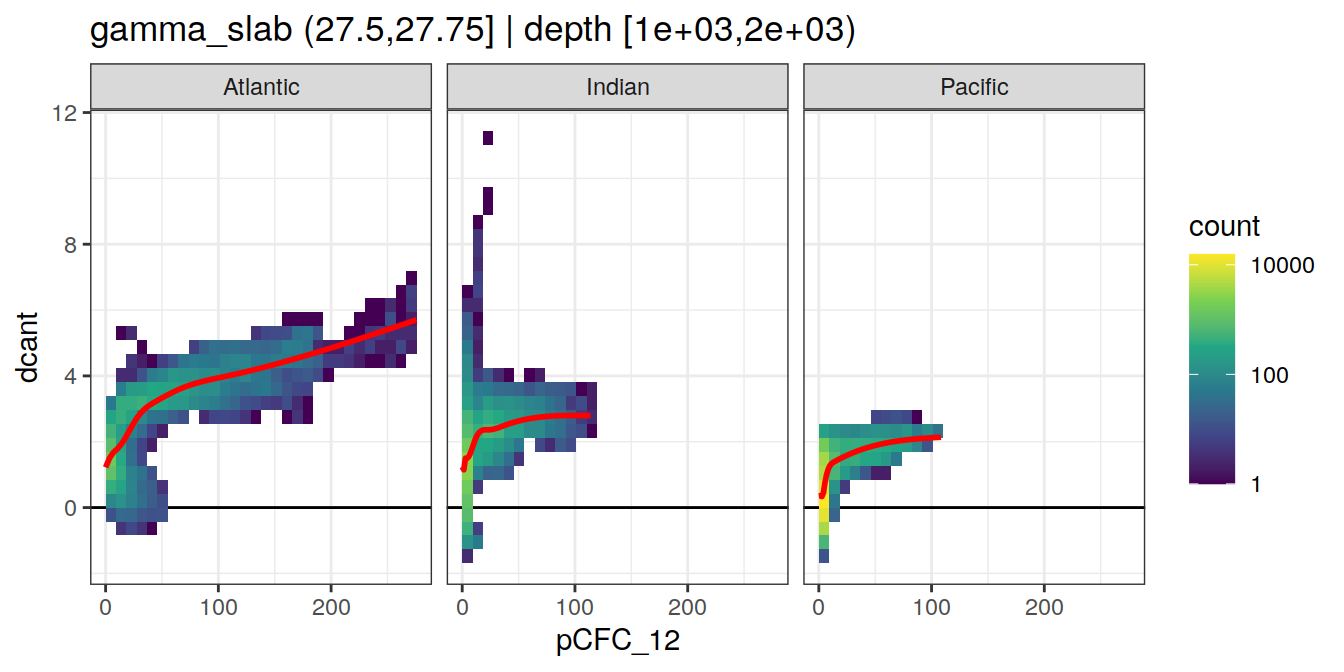 gamma_slab (27.5,27.75] | depth [1e+03,2e+03)
Atlantic
Indian
Pacific
12
8
4
0
dcant
0 100 200
0 100 200
0 100 200
pCFC_12
count
10000
100
1